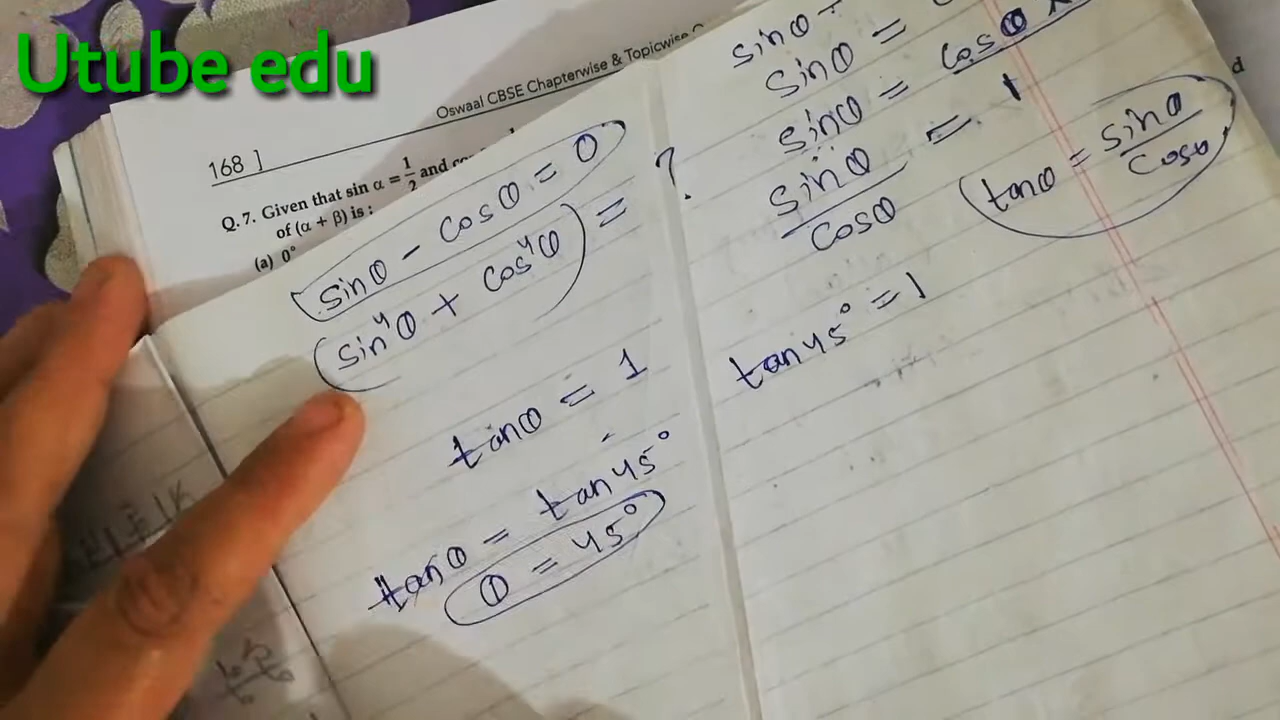 Utube edu
Oswaal CBSE Chapterwise & Topicwise
168 ]
Q. 7. Given that sin α = 1/2 and
of (α + β) is :
(a) 0°
sinθ - cosθ = 0
(sin⁴θ + cos⁴θ) = ?
tanθ = 1
tanθ = tan45°
θ = 45°
sinθ -
sinθ =
sinθ = cosθ ×
sinθ/cosθ = 1
tanθ = sinθ/cosθ
tan45° = 1
d